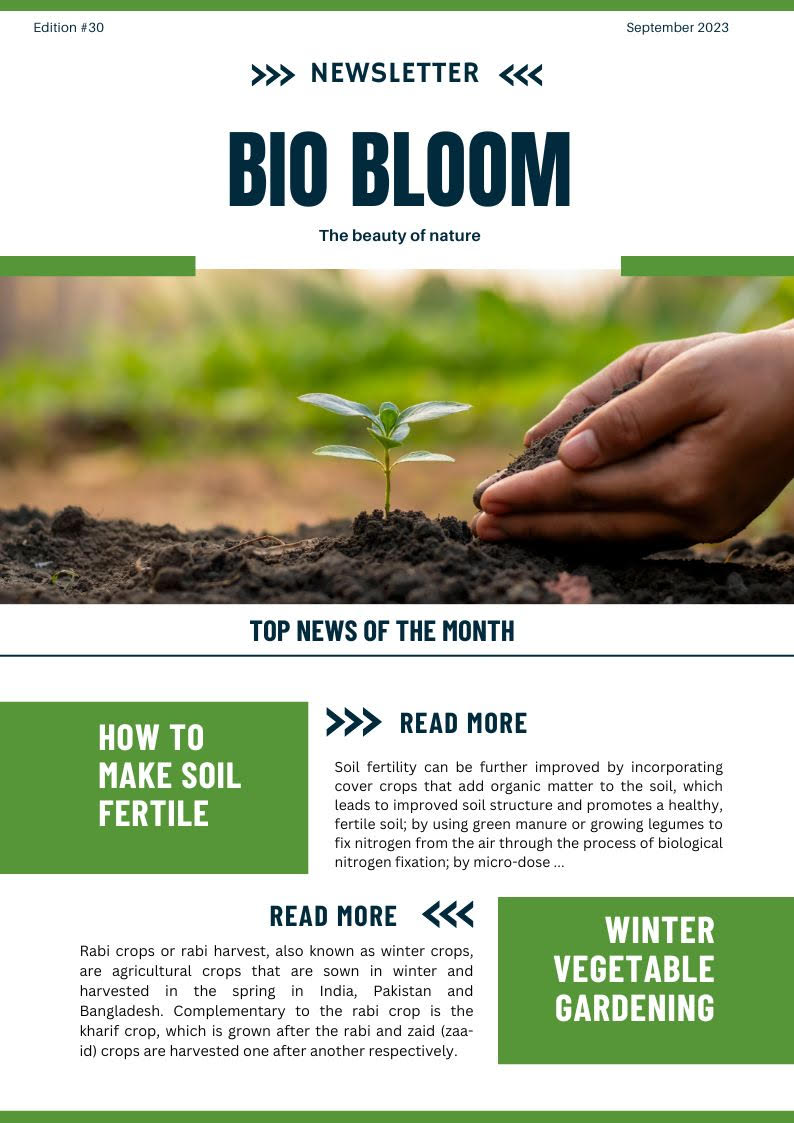 Edition #30
September 2023
NEWSLETTER
BIO BLOOM
The beauty of nature
TOP NEWS OF THE MONTH
HOW TO
MAKE SOIL
FERTILE
READ MORE
Soil fertility can be further improved by incorporating
cover crops that add organic matter to the soil, which
leads to improved soil structure and promotes a healthy,
fertile soil; by using green manure or growing legumes to
fix nitrogen from the air through the process of biological
nitrogen fixation; by micro-dose ...
READ MORE
Rabi crops or rabi harvest, also known as winter crops,
are agricultural crops that are sown in winter and
harvested in the spring in India, Pakistan and
Bangladesh. Complementary to the rabi crop is the
kharif crop, which is grown after the rabi and zaid (zaa-
id) crops are harvested one after another respectively.
WINTER
VEGETABLE
GARDENING